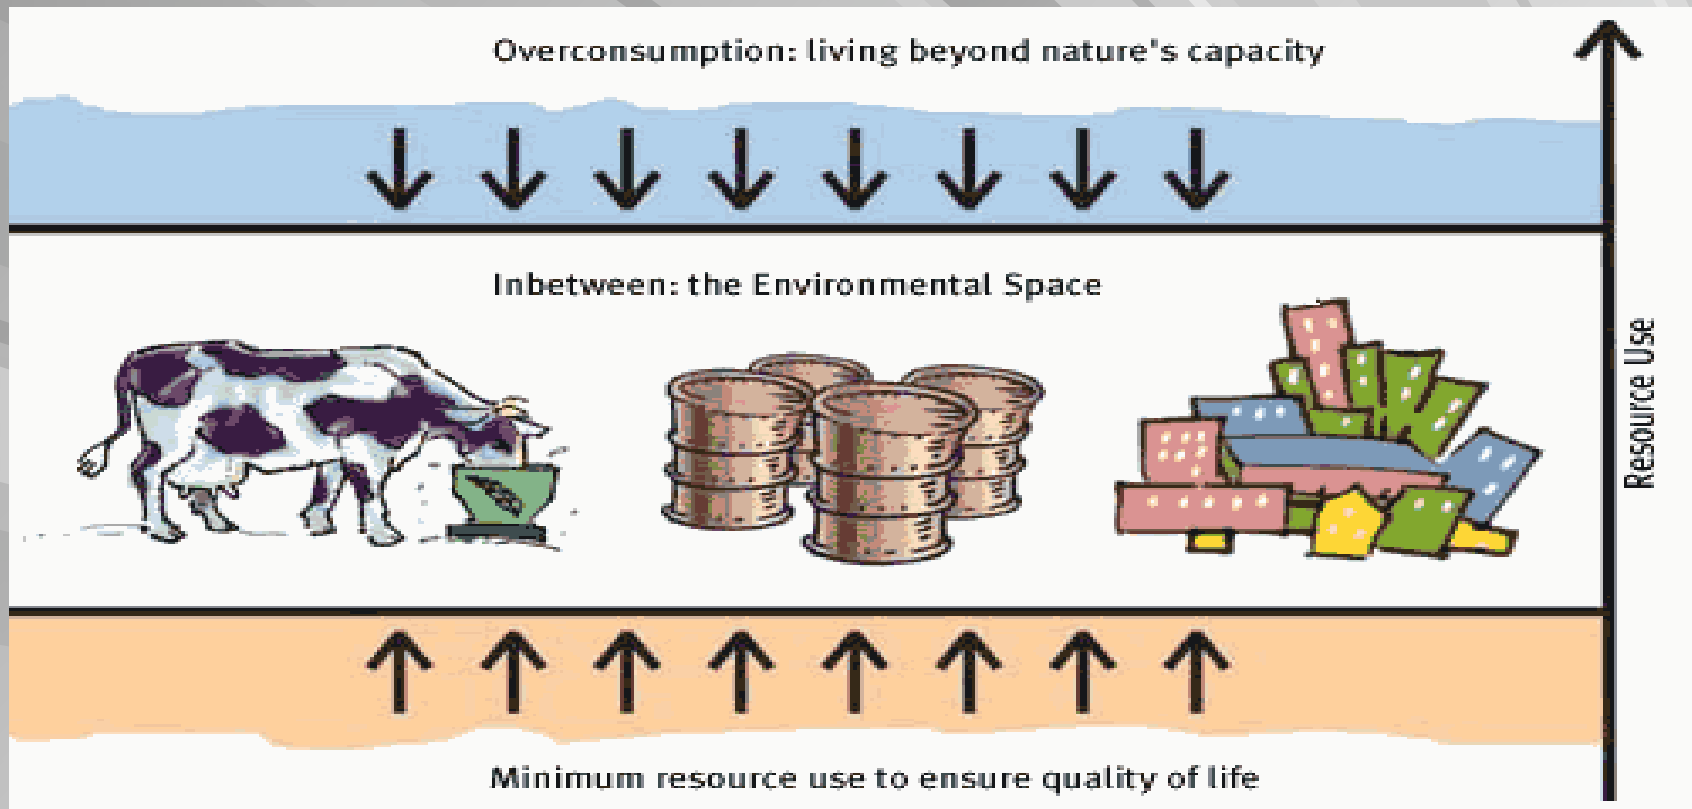 Overconsumption: living beyond nature's capacity
Inbetween: the Environmental Space
Resource Use
Minimum resource use to ensure quality of life